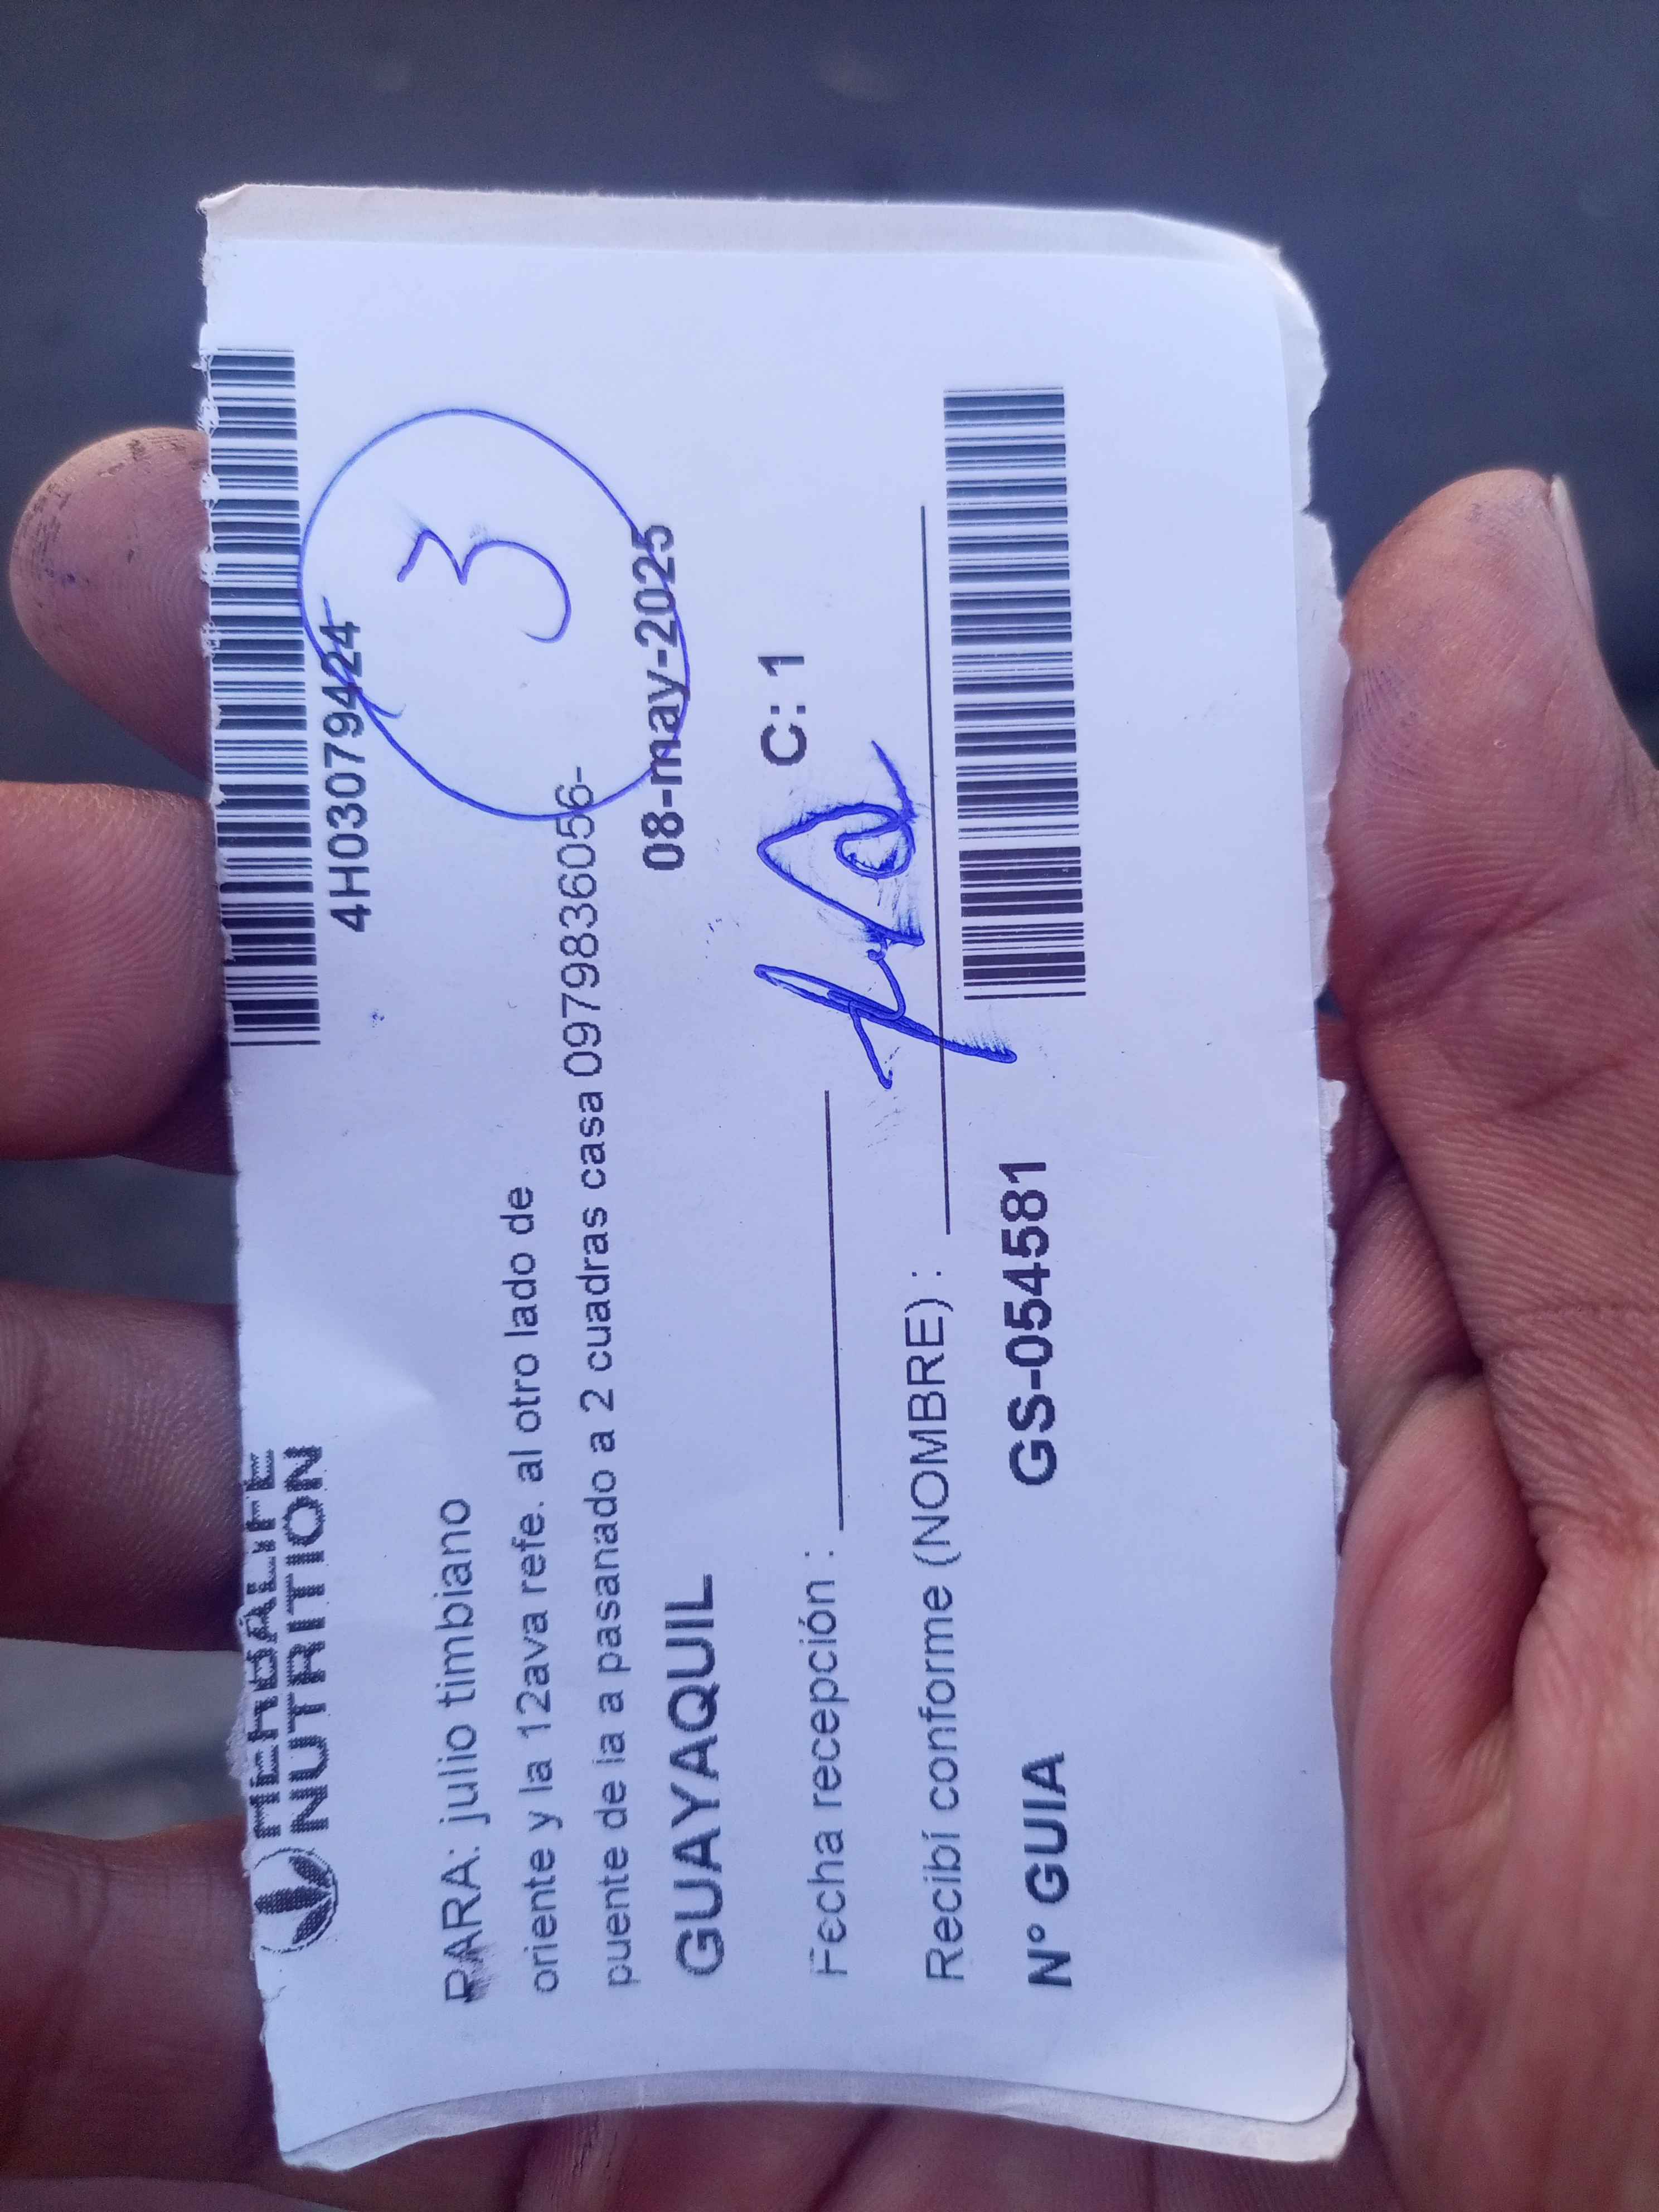 HERBALIFE
NUTRITION
4H03079424
3
PARA: julio timbiano
oriente y la 12ava refe. al otro lado de
puente de la a pasanado a 2 cuadras casa 0979836056-
GUAYAQUIL 08-may-2025
C: 1
Fecha recepción :
Recibí conforme (NOMBRE) :
N° GUIA GS-054581